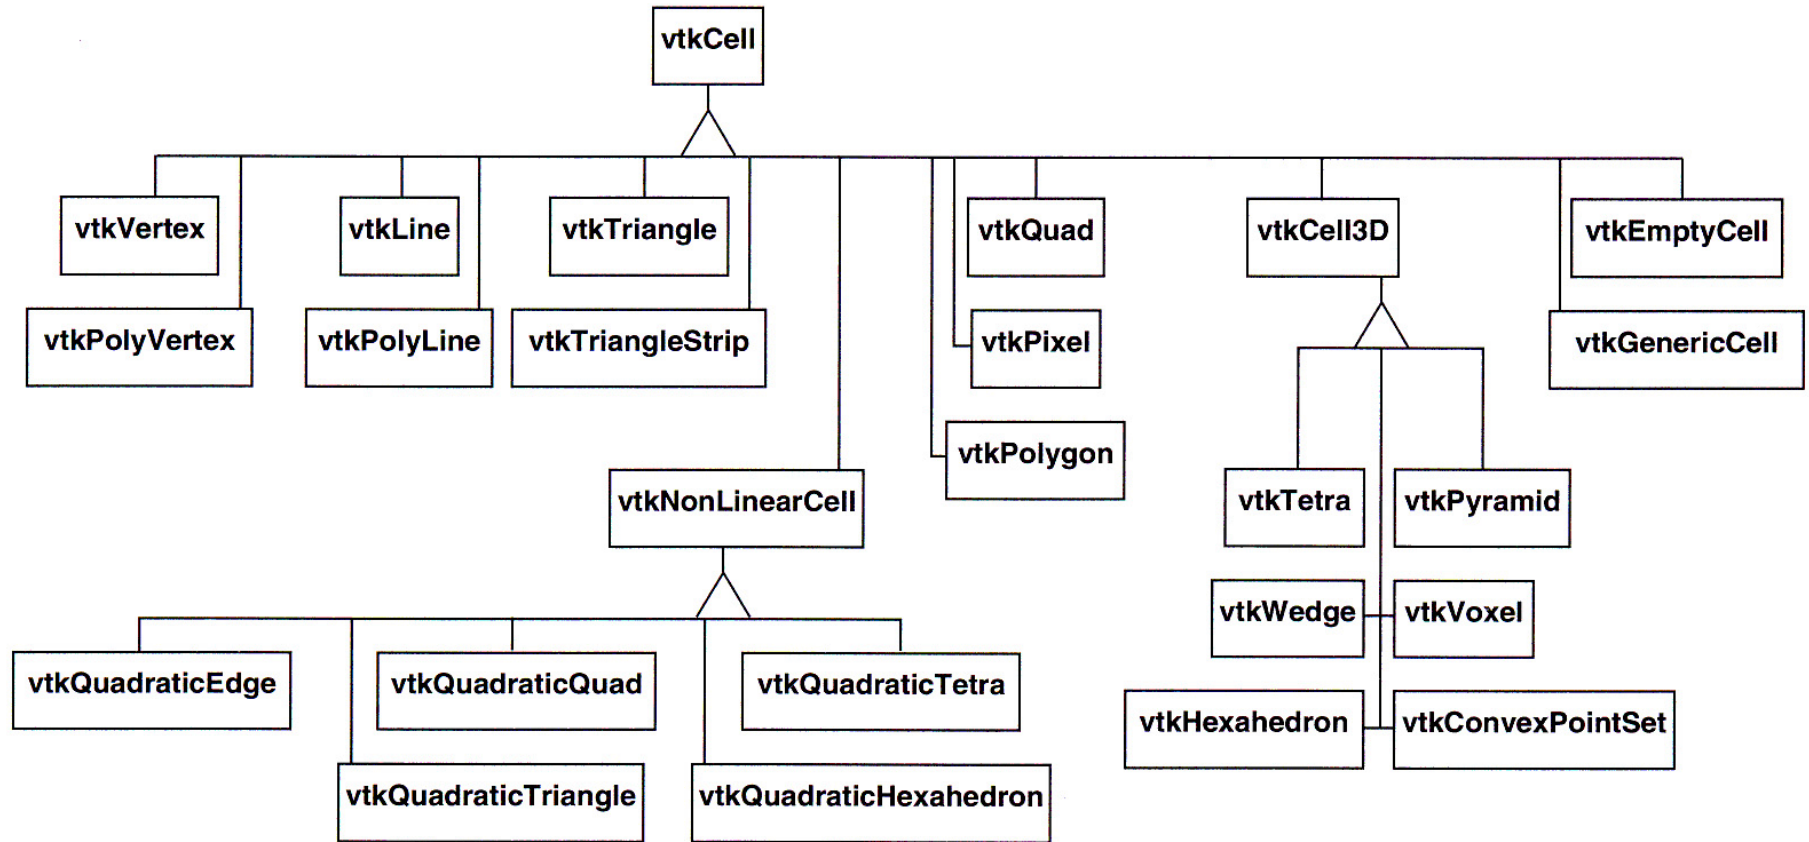 vtkCell
vtkVertex
vtkLine
vtkTriangle
vtkQuad
vtkCell3D
vtkEmptyCell
vtkPolyVertex
vtkPolyLine
vtkTriangleStrip
vtkPixel
vtkGenericCell
vtkPolygon
vtkNonLinearCell
vtkTetra
vtkPyramid
vtkWedge
vtkVoxel
vtkQuadraticEdge
vtkQuadraticQuad
vtkQuadraticTetra
vtkHexahedron
vtkConvexPointSet
vtkQuadraticTriangle
vtkQuadraticHexahedron